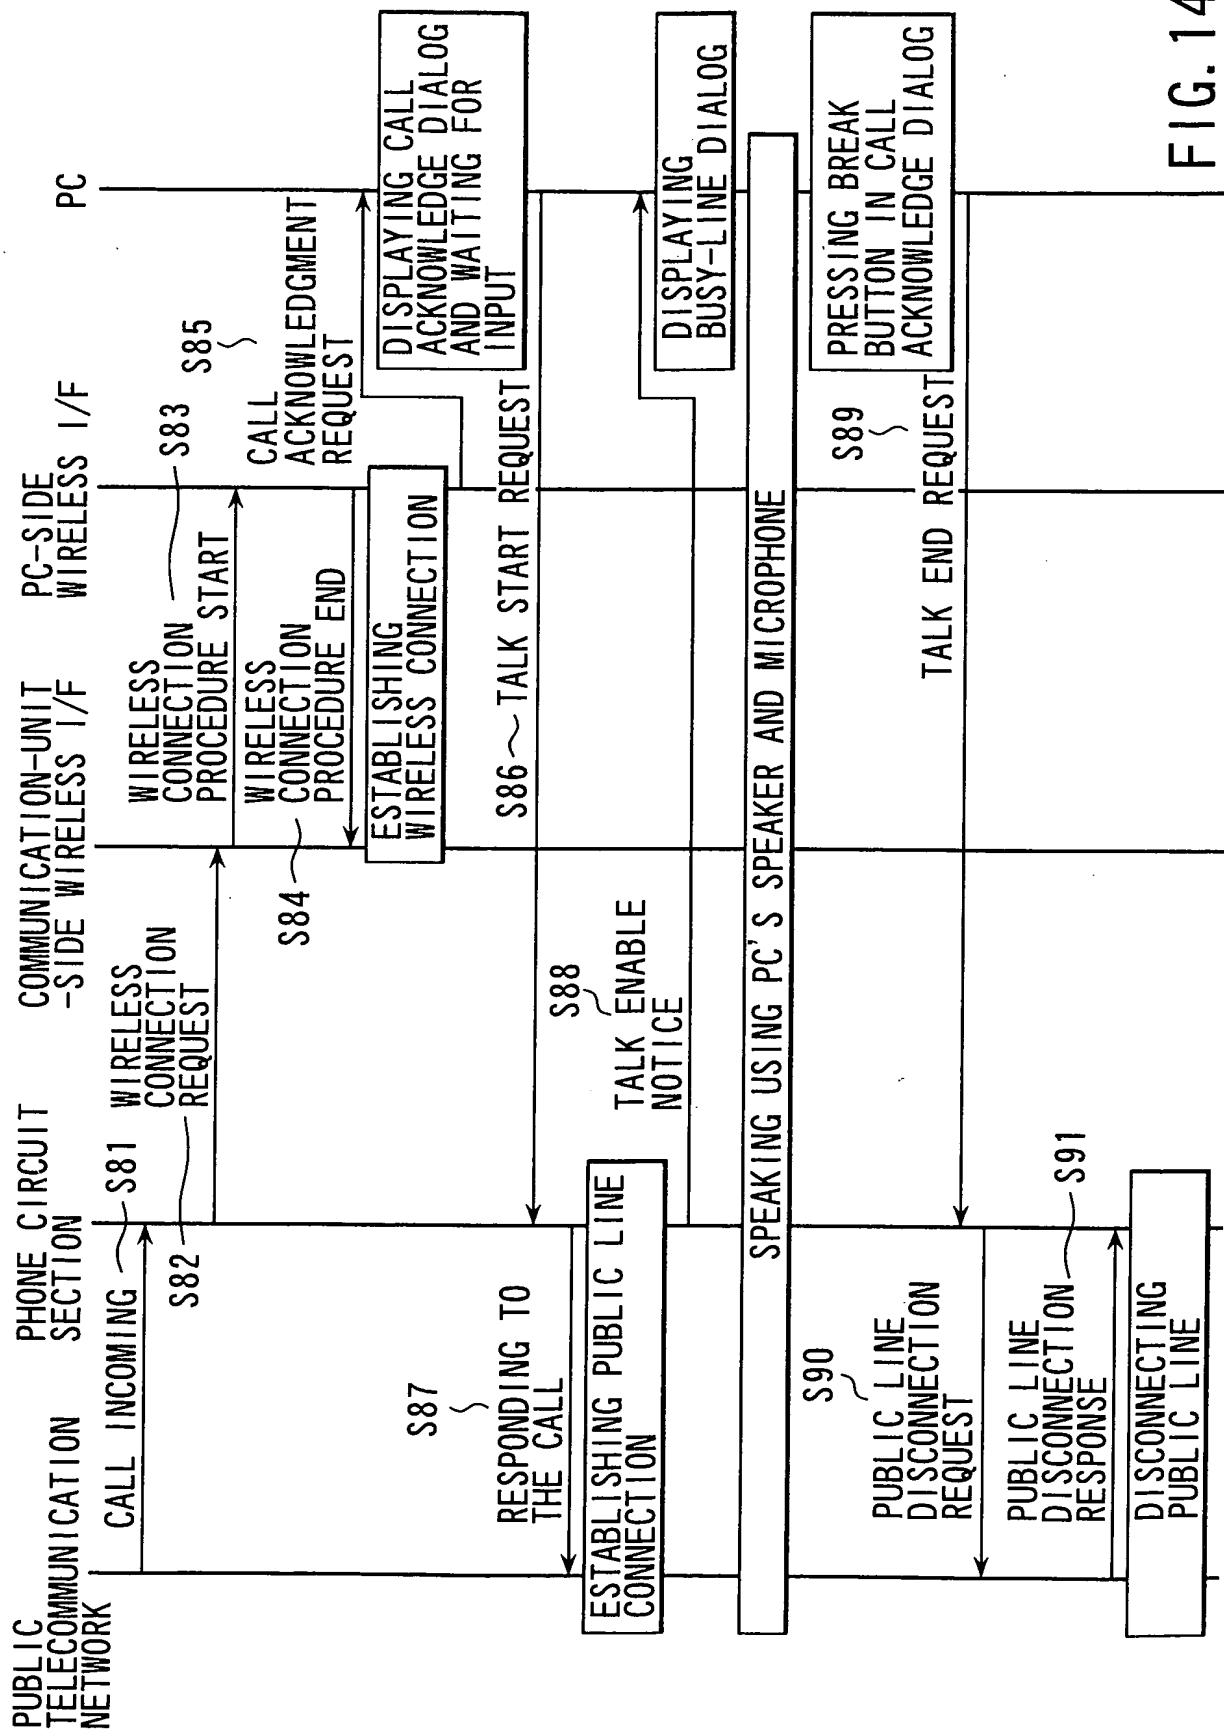 PUBLIC
TELECOMMUNICATION
NETWORK
PHONE CIRCUIT
SECTION
COMMUNICATION-UNIT
-SIDE WIRELESS I/F
PC-SIDE
WIRELESS I/F
PC
CALL INCOMING
S81
S82
WIRELESS
CONNECTION
REQUEST
WIRELESS
CONNECTION
PROCEDURE START
S83
S84
WIRELESS
CONNECTION
PROCEDURE END
ESTABLISHING
WIRELESS CONNECTION
S85
CALL
ACKNOWLEDGMENT
REQUEST
DISPLAYING CALL
ACKNOWLEDGE DIALOG
AND WAITING FOR
INPUT
S86
TALK START REQUEST
S87
RESPONDING TO
THE CALL
ESTABLISHING PUBLIC LINE
CONNECTION
S88
TALK ENABLE
NOTICE
DISPLAYING
BUSY-LINE DIALOG
SPEAKING USING PC'S SPEAKER AND MICROPHONE
PRESSING BREAK
BUTTON IN CALL
ACKNOWLEDGE DIALOG
S89
TALK END REQUEST
S90
PUBLIC LINE
DISCONNECTION
REQUEST
PUBLIC LINE
DISCONNECTION
RESPONSE
S91
DISCONNECTING
PUBLIC LINE
FIG. 14